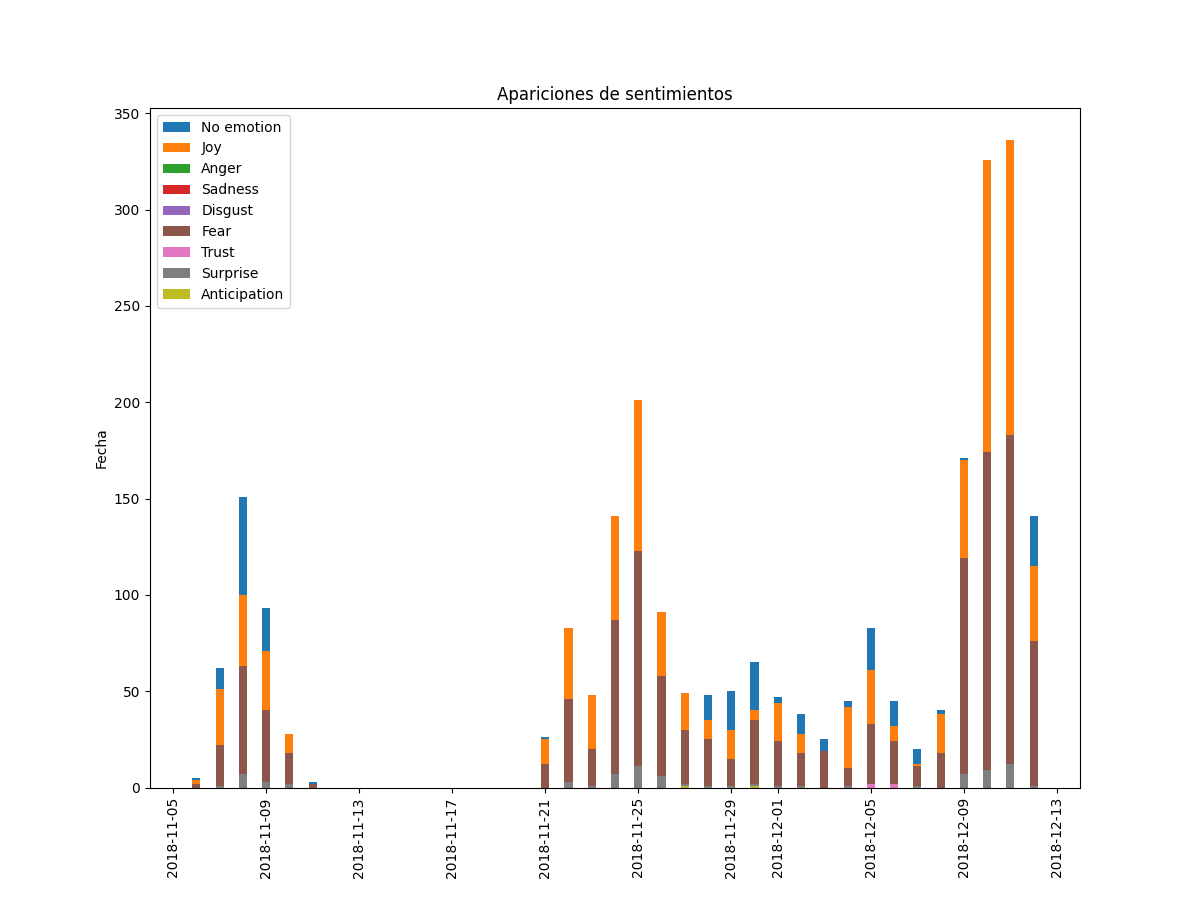 Apariciones de sentimientos
350
300
250
200
150
100
50
0
Fecha
No emotion
Joy
Anger
Sadness
Disgust
Fear
Trust
Surprise
Anticipation
2018-11-05
2018-11-09
2018-11-13
2018-11-17
2018-11-21
2018-11-25
2018-11-29
2018-12-01
2018-12-05
2018-12-09
2018-12-13